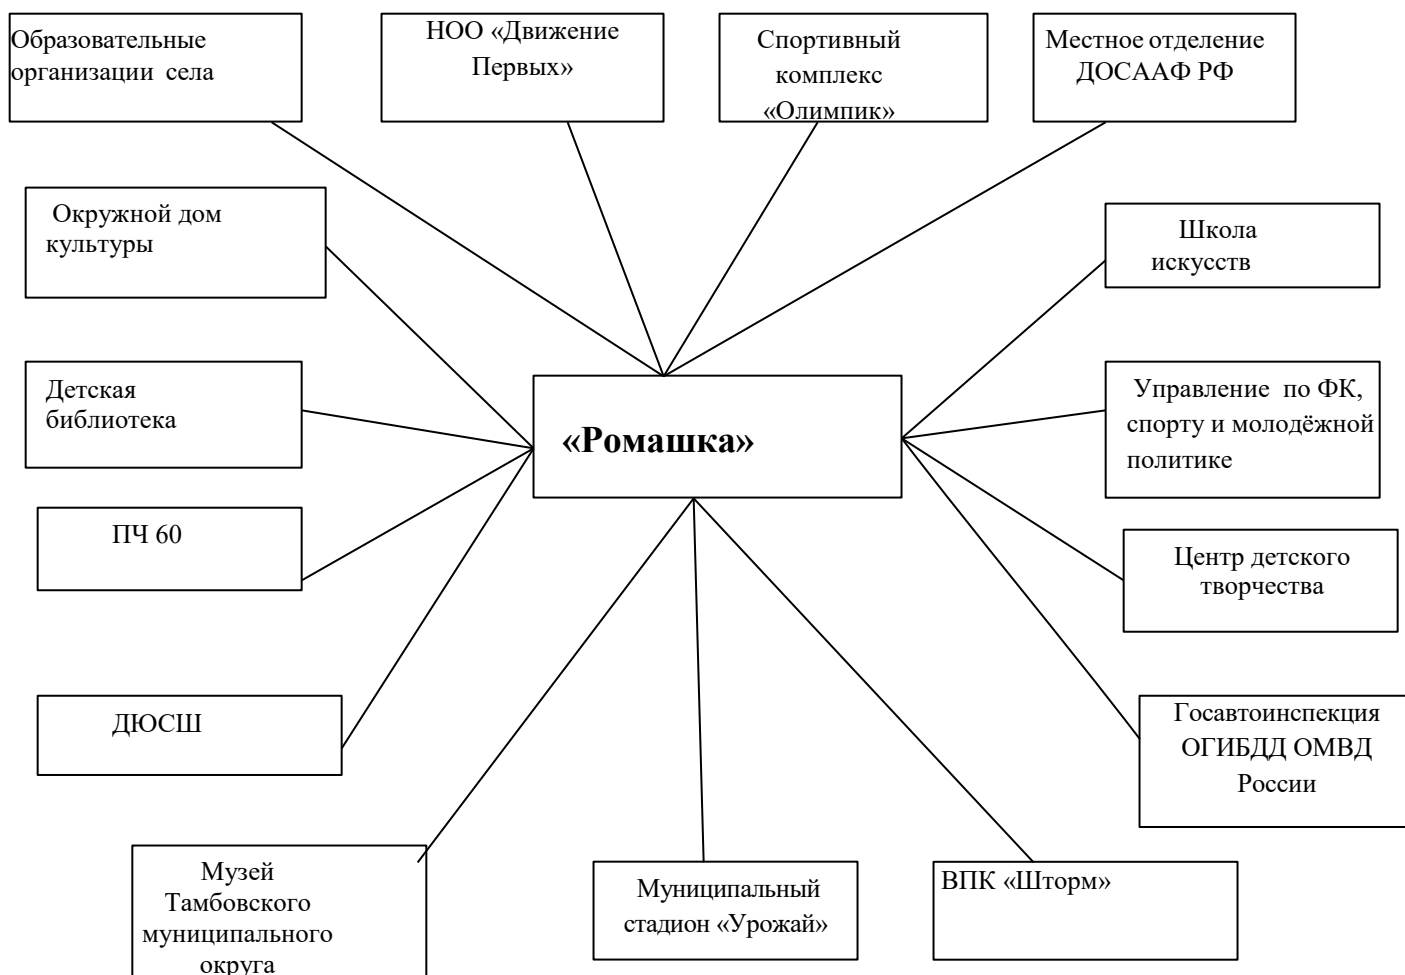 Образовательные
организации села
НОО «Движение
Первых»
Спортивный
комплекс
«Олимпик»
Местное отделение
ДОСААФ РФ
Окружной дом
культуры
Школа
искусств
Детская
библиотека
«Ромашка»
Управление по ФК,
спорту и молодёжной
политике
ПЧ 60
Центр детского
творчества
ДЮСШ
Госавтоинспекция
ОГИБДД ОМВД
России
Музей
Тамбовского
муниципального
округа
Муниципальный
стадион «Урожай»
ВПК «Шторм»